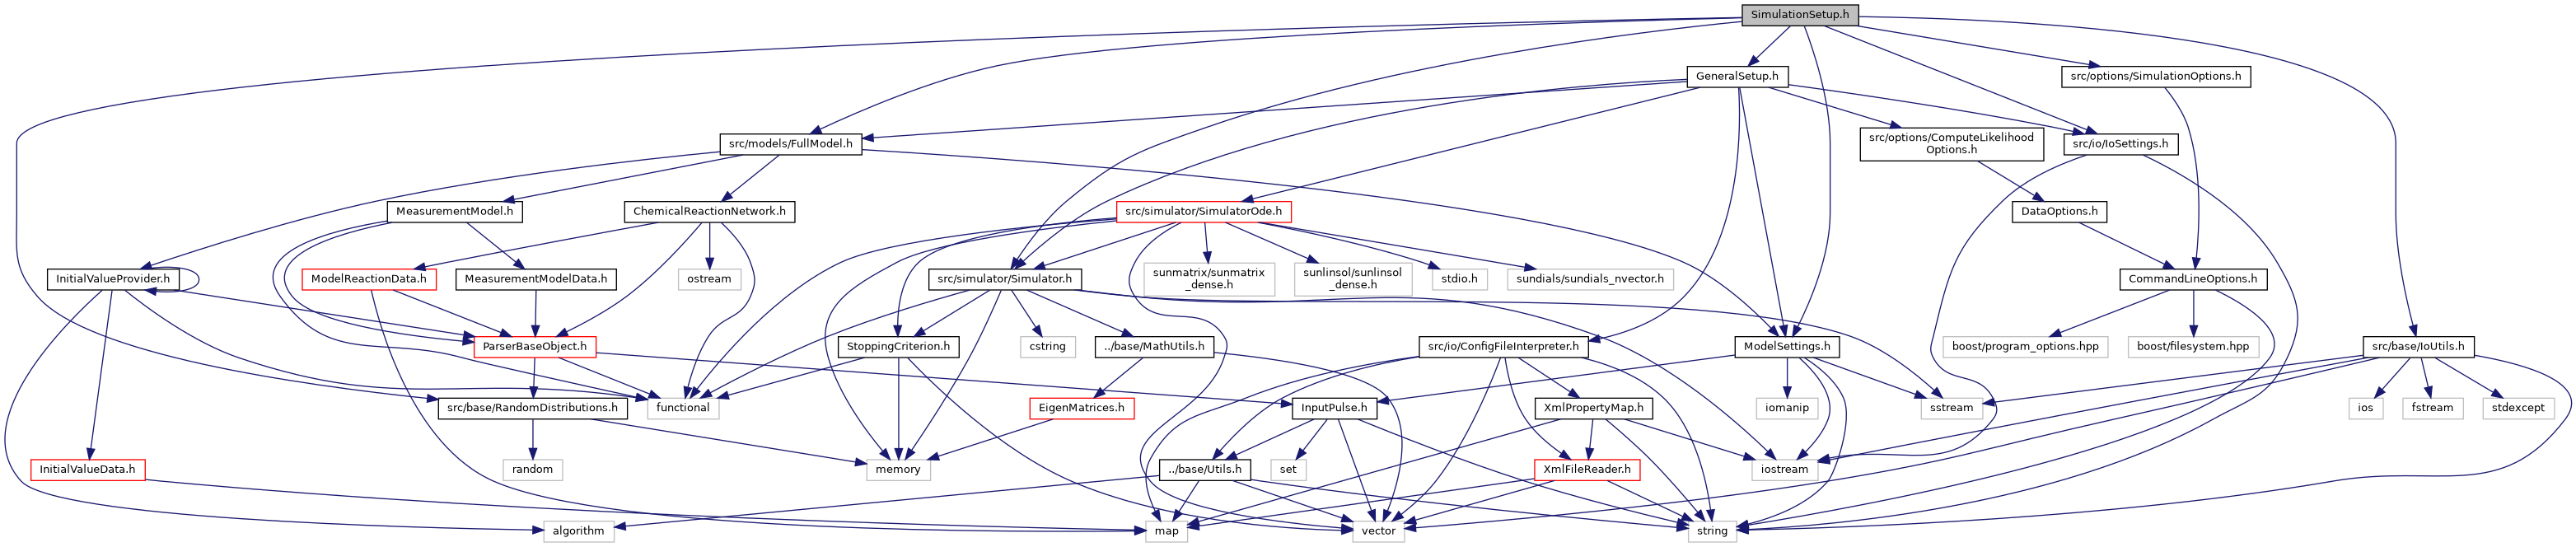 SimulationSetup.h
GeneralSetup.h
src/options/SimulationOptions.h
src/models/FullModel.h
src/options/ComputeLikelihood
Options.h
src/io/IoSettings.h
MeasurementModel.h
ChemicalReactionNetwork.h
src/simulator/SimulatorOde.h
DataOptions.h
InitialValueProvider.h
ModelReactionData.h
MeasurementModelData.h
ostream
src/simulator/Simulator.h
sunmatrix/sunmatrix
_dense.h
sunlinsol/sunlinsol
_dense.h
stdio.h
sundials/sundials_nvector.h
CommandLineOptions.h
ParserBaseObject.h
StoppingCriterion.h
cstring
../base/MathUtils.h
src/io/ConfigFileInterpreter.h
ModelSettings.h
boost/program_options.hpp
boost/filesystem.hpp
src/base/IoUtils.h
src/base/RandomDistributions.h
functional
EigenMatrices.h
InputPulse.h
XmlPropertyMap.h
iomanip
sstream
ios
fstream
stdexcept
InitialValueData.h
random
memory
../base/Utils.h
set
XmlFileReader.h
iostream
algorithm
map
vector
string